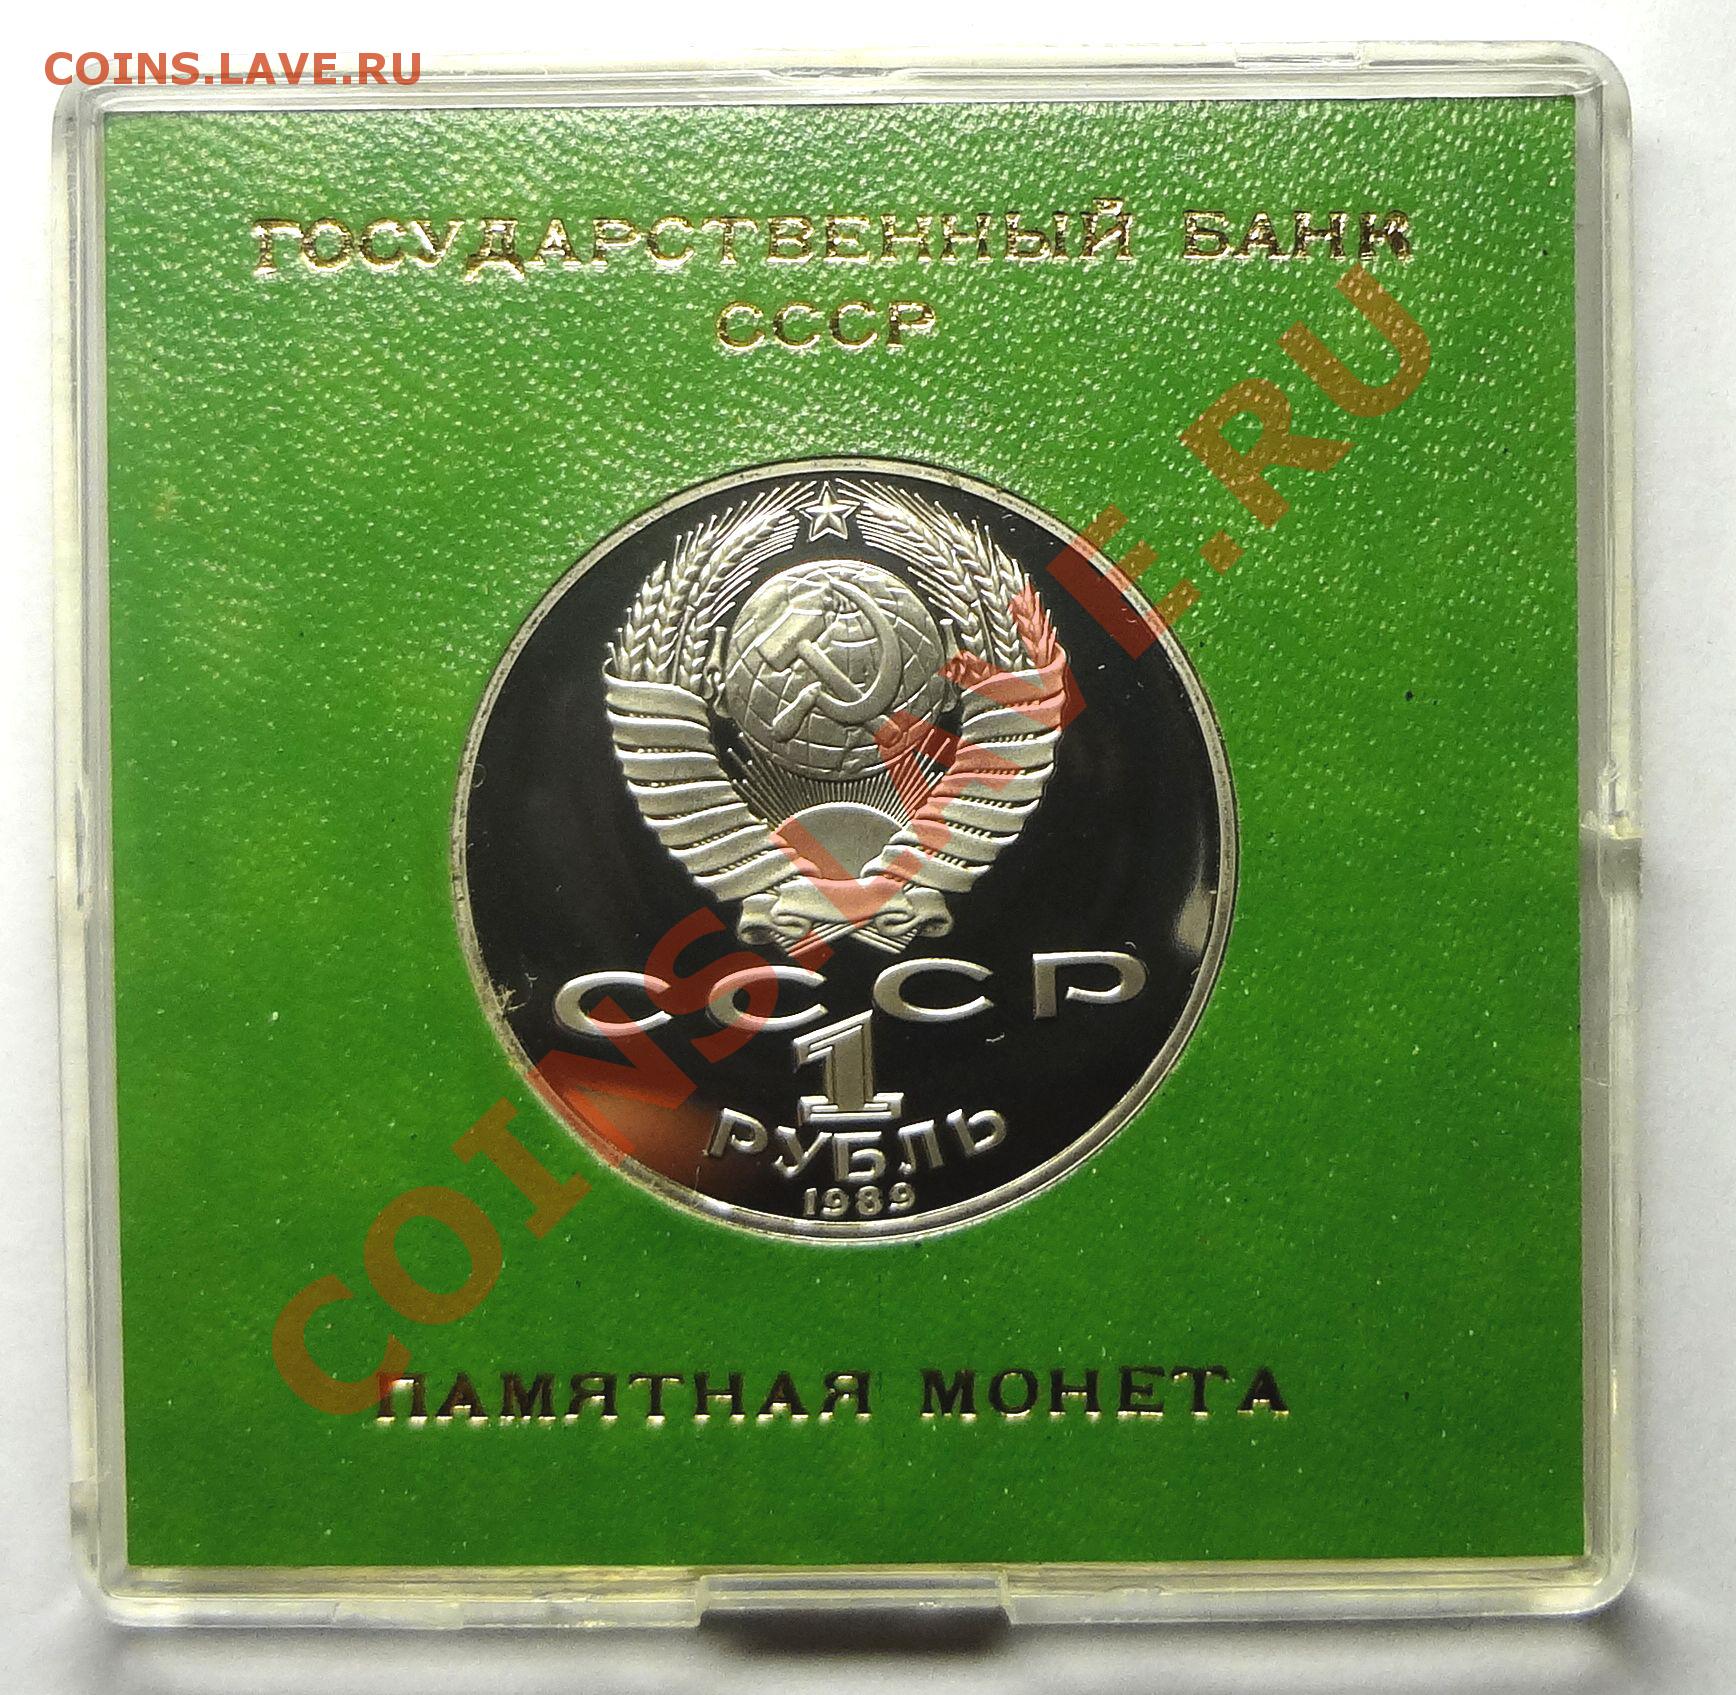 COINS.LAVE.RU
ГОСУДАРСТВЕННЫЙ БАНК
СССР
СССР
1
РУБЛЬ
1989
ПАМЯТНАЯ МОНЕТА
COINS.LAVE.RU